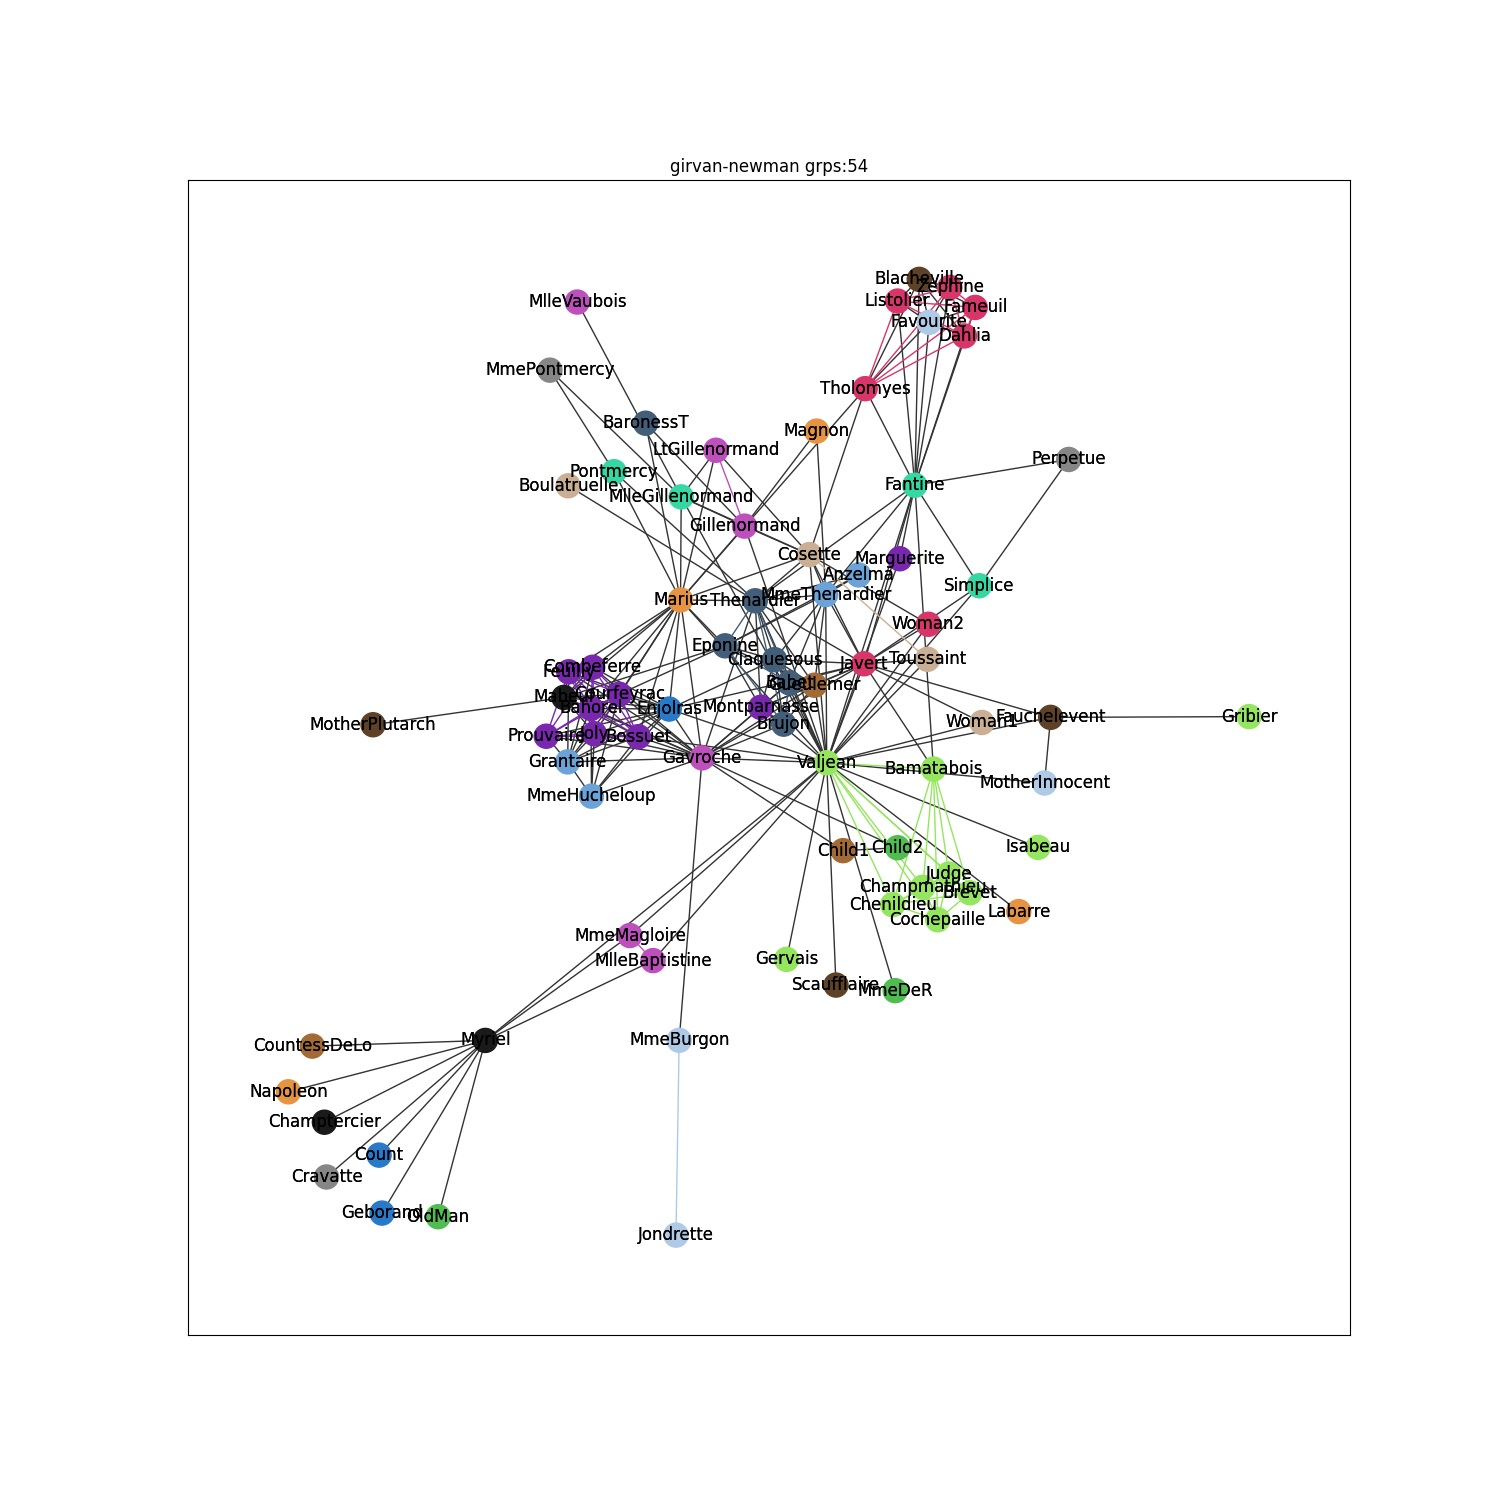 girvan-newman grps:54
Blacheville
Zephine
MlleVaubois
Listolier
Fameuil
Favourite
Dahlia
MmePontmercy
Tholomyes
BaronessT
Magnon
LtGillenormand
Perpetue
Pontmercy
Boulatruelle
Fantine
MlleGillenormand
Gillenormand
Cosette
Marguerite
Anzelma
Simplice
MmeThenardier
Marius
Thenardier
Woman2
Eponine
Claquesous
Toussaint
Javert
Combeferre
Feuilly
Babet
Gueulemer
Courfeyrac
Mabeuf
Bahorel
Enjolras
Montparnasse
MotherPlutarch
Brujon
Woman1
Fauchelevent
Gribier
Prouvaire
Joly
Bossuet
Gavroche
Grantaire
Valjean
Bamatabois
MotherInnocent
MmeHucheloup
Child1
Child2
Isabeau
Judge
Champmathieu
Brevet
Chenildieu
Labarre
Cochepaille
MmeMagloire
MlleBaptistine
Gervais
Scaufflaire
MmeDeR
Myriel
MmeBurgon
CountessDeLo
Napoleon
Champtercier
Count
Cravatte
Geborand
OldMan
Jondrette